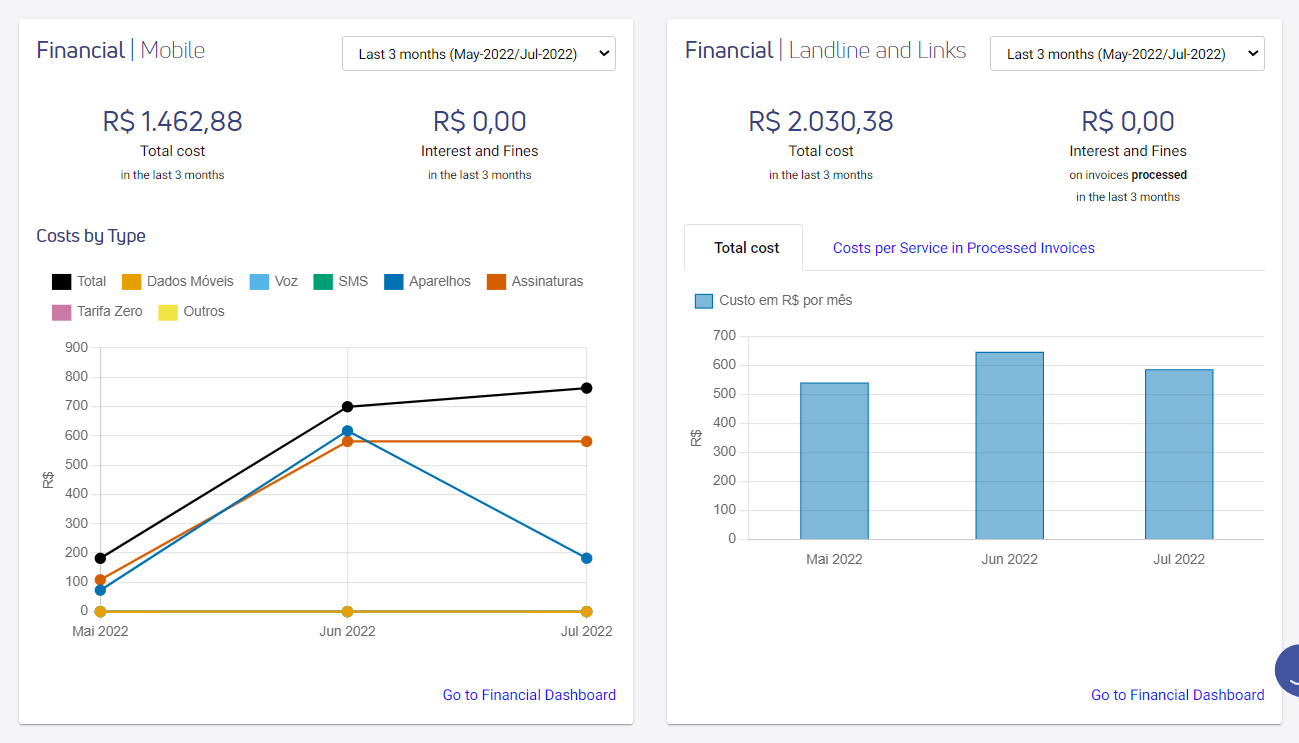 Financial | Mobile
Last 3 months (May-2022/Jul-2022)
R$ 1.462,88
Total cost
in the last 3 months
R$ 0,00
Interest and Fines
in the last 3 months
Costs by Type
Total Dados Móveis Voz SMS Aparelhos Assinaturas
Tarifa Zero Outros
900
800
700
600
500
400
300
200
100
0
R$
Mai 2022 Jun 2022 Jul 2022
Go to Financial Dashboard
Financial | Landline and Links
Last 3 months (May-2022/Jul-2022)
R$ 2.030,38
Total cost
in the last 3 months
R$ 0,00
Interest and Fines
on invoices processed
in the last 3 months
Total cost
Costs per Service in Processed Invoices
Custo em R$ por mês
700
600
500
400
300
200
100
0
R$
Mai 2022 Jun 2022 Jul 2022
Go to Financial Dashboard